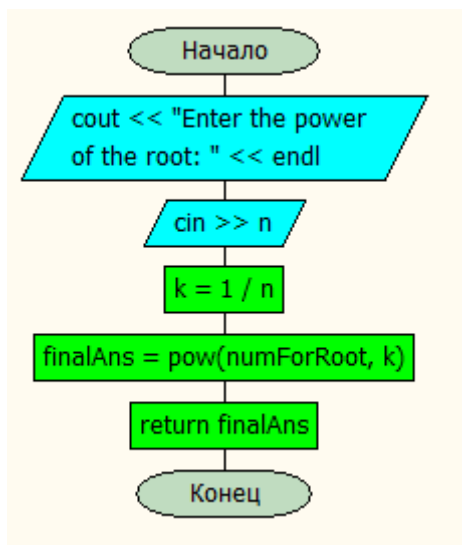 Начало
cout << "Enter the power
of the root: " << endl
cin >> n
k = 1 / n
finalAns = pow(numForRoot, k)
return finalAns
Конец